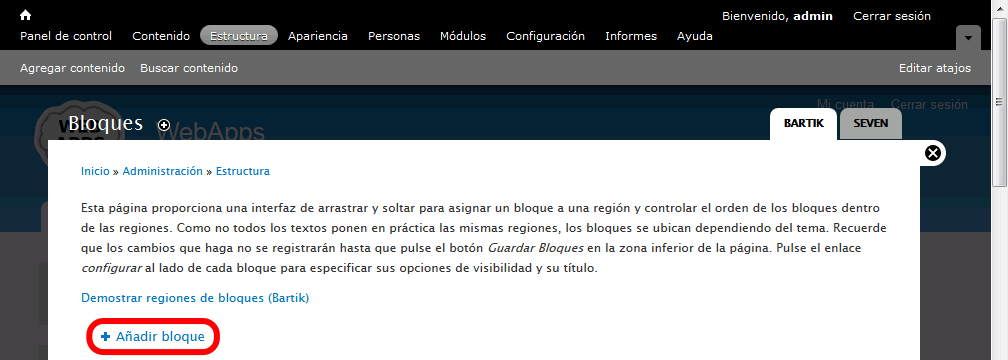 Bienvenido, admin Cerrar sesión
Panel de control Contenido Estructura Apariencia Personas Módulos Configuración Informes Ayuda
Agregar contenido Buscar contenido Editar atajos
Mi cuenta Cerrar sesión
Bloques WebApps BARTIK SEVEN
Inicio » Administración » Estructura
Esta página proporciona una interfaz de arrastrar y soltar para asignar un bloque a una región y controlar el orden de los bloques dentro
de las regiones. Como no todos los textos ponen en práctica las mismas regiones, los bloques se ubican dependiendo del tema. Recuerde
que los cambios que haga no se registrarán hasta que pulse el botón Guardar Bloques en la zona inferior de la página. Pulse el enlace
configurar al lado de cada bloque para especificar sus opciones de visibilidad y su título.
Demostrar regiones de bloques (Bartik)
Añadir bloque